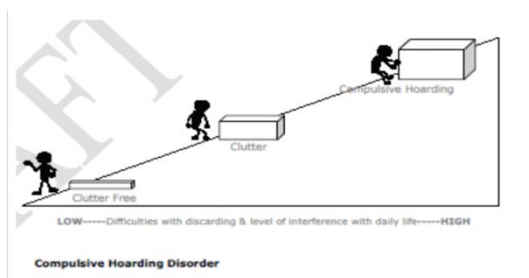 AFT
Compulsive Hoarding
Clutter
Clutter Free
LOW-----Difficulties with discarding & level of interference with daily life-----HIGH
Compulsive Hoarding Disorder